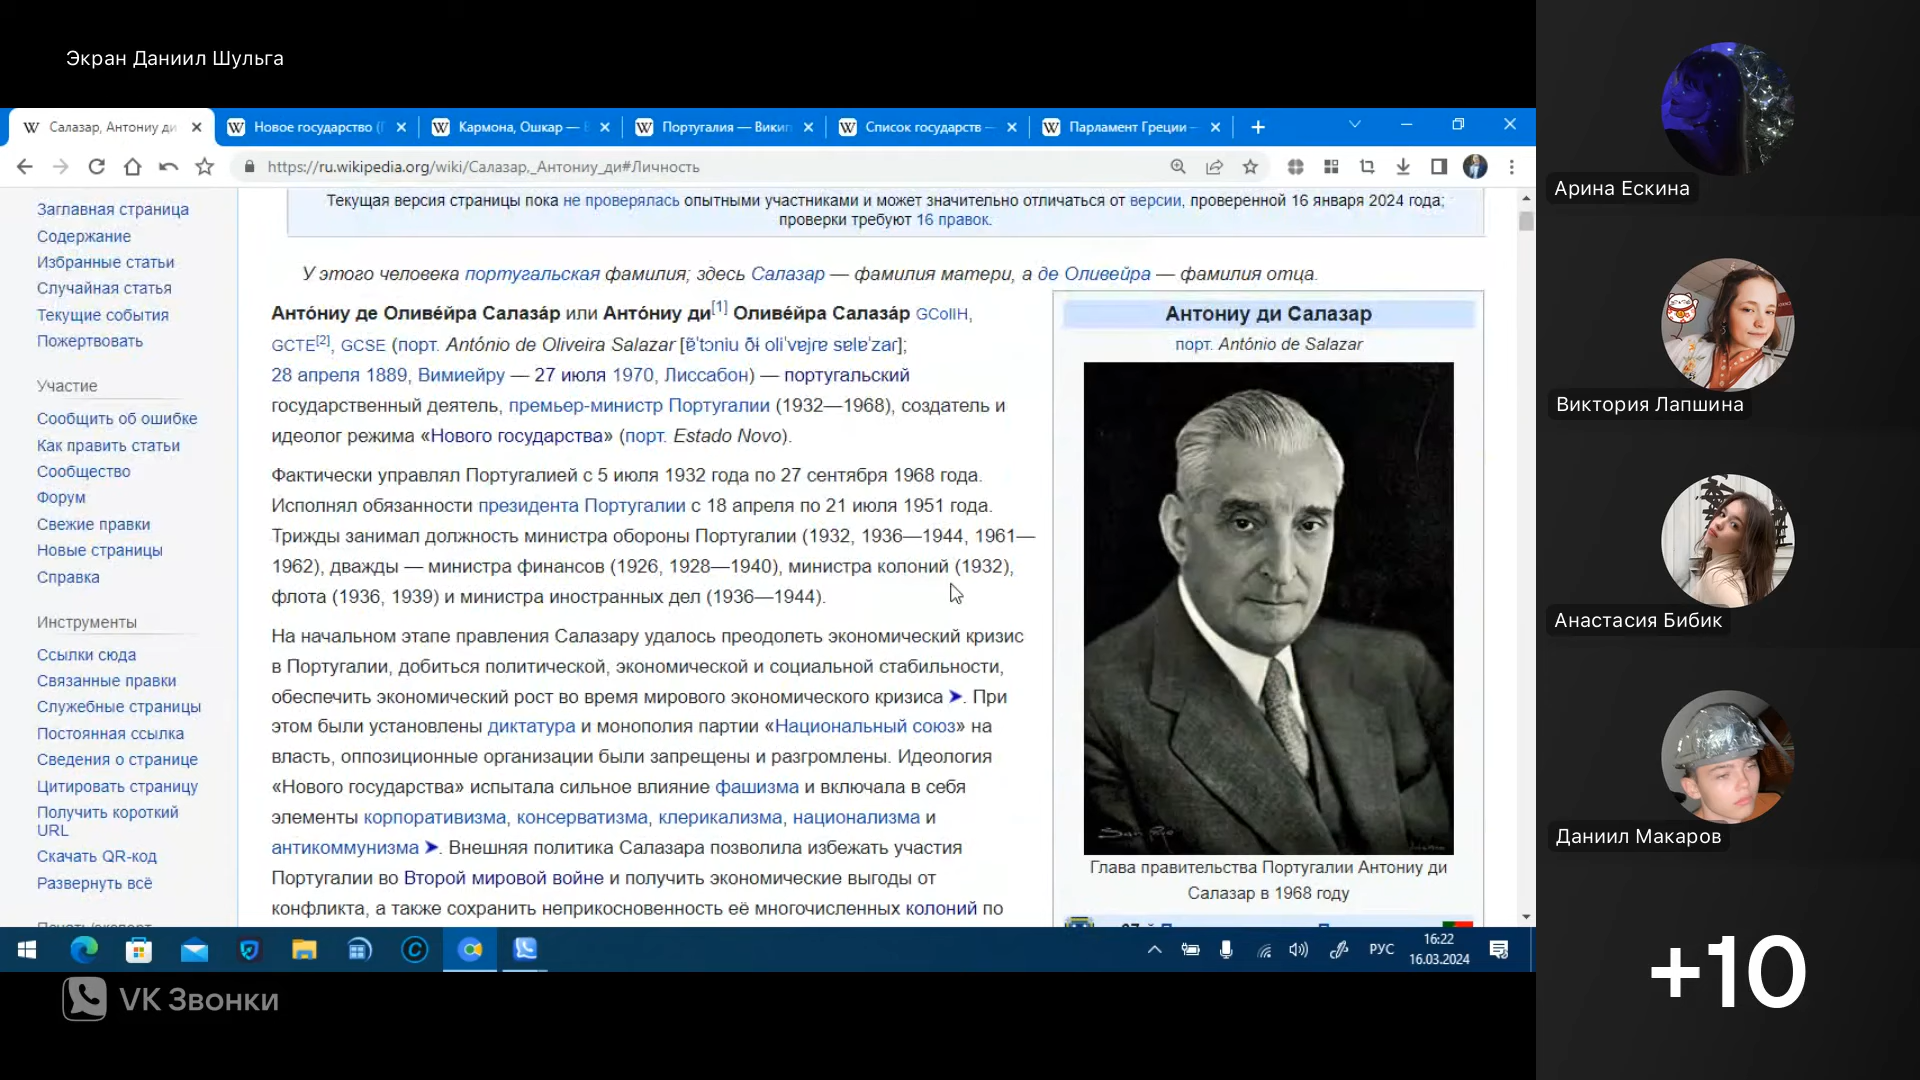 Экран Даниил Шульга
Салазар, Антониу ди
Новое государство (
Кармона, Ошкар —
Португалия — Викип
Список государств —
Парламент Греции —
https://ru.wikipedia.org/wiki/Салазар,_Антониу_ди#Личность
Заглавная страница
Содержание
Избранные статьи
Случайная статья
Текущие события
Пожертвовать
Участие
Сообщить об ошибке
Как править статьи
Сообщество
Форум
Свежие правки
Новые страницы
Справка
Инструменты
Ссылки сюда
Связанные правки
Служебные страницы
Постоянная ссылка
Сведения о странице
Цитировать страницу
Получить короткий
URL
Скачать QR-код
Развернуть всё
Текущая версия страницы пока не проверялась опытными участниками и может значительно отличаться от версии, проверенной 16 января 2024 года;
проверки требуют 16 правок.
У этого человека португальская фамилия; здесь Салазар — фамилия матери, а де Оливейра — фамилия отца.
Анто́ниу де Оливе́йра Салаза́р или Анто́ниу ди[1] Оливе́йра Салаза́р GCoIIH,
GCTE[2], GCSE (порт. António de Oliveira Salazar [ɐ̃ˈtɔniu ðɨ oliˈvɐjɾɐ sɐlɐˈzaɾ];
28 апреля 1889, Вимиейру — 27 июля 1970, Лиссабон) — португальский
государственный деятель, премьер-министр Португалии (1932—1968), создатель и
идеолог режима «Нового государства» (порт. Estado Novo).
Фактически управлял Португалией с 5 июля 1932 года по 27 сентября 1968 года.
Исполнял обязанности президента Португалии с 18 апреля по 21 июля 1951 года.
Трижды занимал должность министра обороны Португалии (1932, 1936—1944, 1961—
1962), дважды — министра финансов (1926, 1928—1940), министра колоний (1932),
флота (1936, 1939) и министра иностранных дел (1936—1944).
На начальном этапе правления Салазару удалось преодолеть экономический кризис
в Португалии, добиться политической, экономической и социальной стабильности,
обеспечить экономический рост во время мирового экономического кризиса ➤. При
этом были установлены диктатура и монополия партии «Национальный союз» на
власть, оппозиционные организации были запрещены и разгромлены. Идеология
«Нового государства» испытала сильное влияние фашизма и включала в себя
элементы корпоративизма, консерватизма, клерикализма, национализма и
антикоммунизма ➤. Внешняя политика Салазара позволила избежать участия
Португалии во Второй мировой войне и получить экономические выгоды от
конфликта, а также сохранить неприкосновенность её многочисленных колоний по
Антониу ди Салазар
порт. António de Salazar
Глава правительства Португалии Антониу ди
Салазар в 1968 году
РУС
16:22
16.03.2024
VK Звонки
Арина Ескина
Виктория Лапшина
Анастасия Бибик
Даниил Макаров
+10